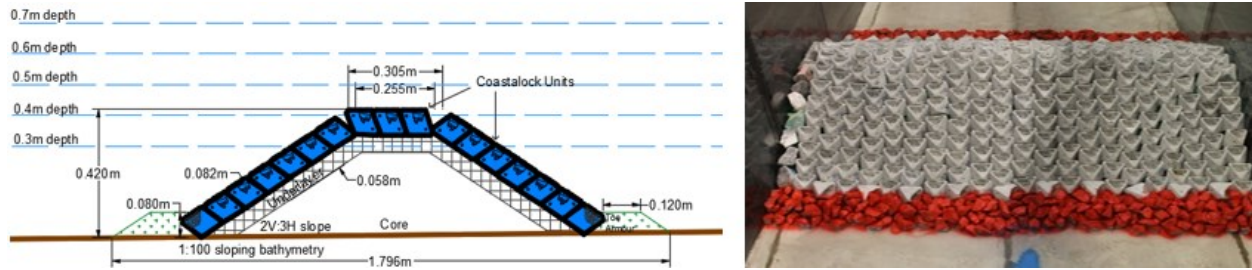 0.7m depth
0.6m depth
0.5m depth
0.4m depth
0.3m depth
0.305m
0.255m
Coastalock Units
0.420m
0.082m
0.080m
Underlayer
0.058m
2V:3H slope
Core
Toe
Armour
0.120m
1:100 sloping bathymetry
1.796m